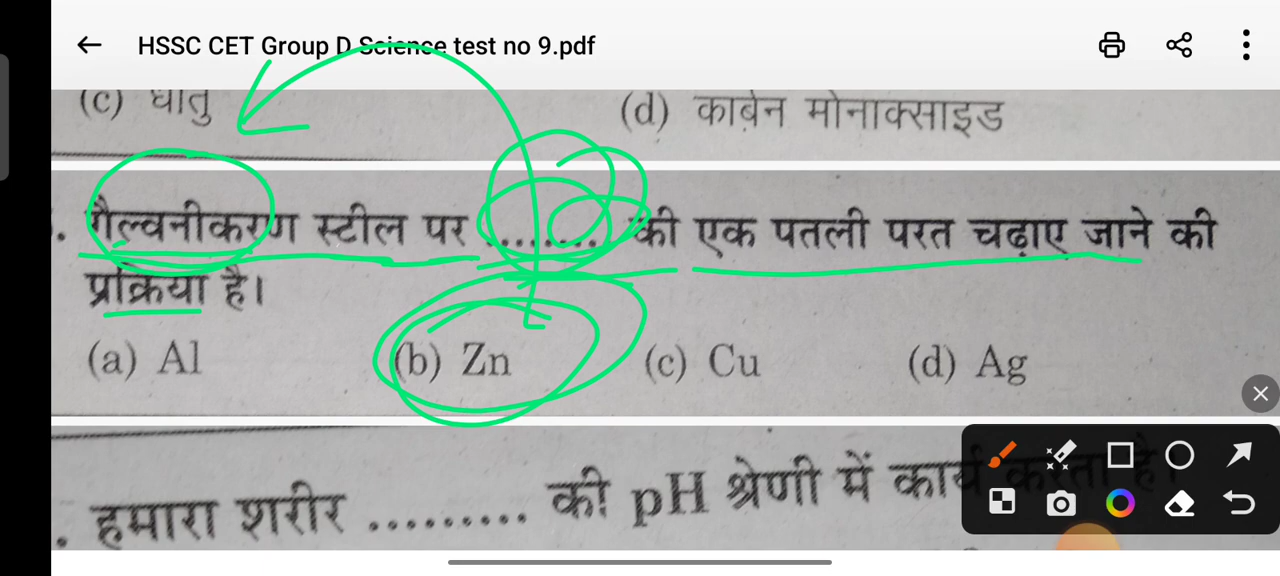 HSSC CET Group D Science test no 9.pdf
(c) धातु (d) कार्बन मोनाक्साइड
. गैल्वनीकरण स्टील पर ........ की एक पतली परत चढ़ाए जाने की
प्रक्रिया है।
(a) Al (b) Zn (c) Cu (d) Ag
. हमारा शरीर ......... की pH श्रेणी में कार्य करता है।